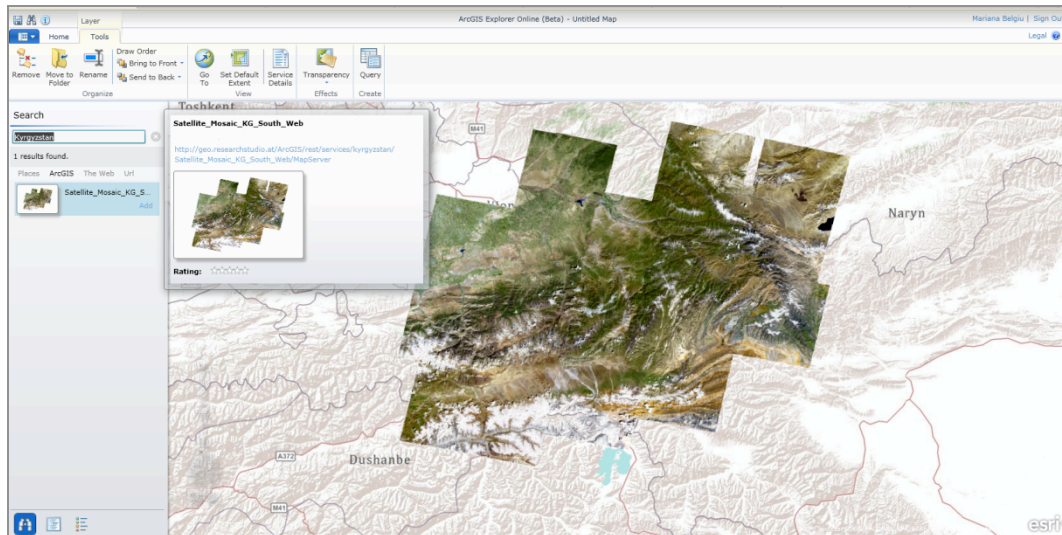 Layer
ArcGIS Explorer Online (Beta) - Untitled Map
Mariana Belgiu | Sign Out
Home
Tools
Legal
Remove
Move to
Folder
Rename
Draw Order
Bring to Front
Send to Back
Organize
Go
To
Set Default
Extent
Service
Details
View
Transparency
Effects
Query
Create
Search
Kyrgyzstan
1 results found.
Places ArcGIS The Web Url
Satellite_Mosaic_KG_S...
Add
Toshkent
Satellite_Mosaic_KG_South_Web
http://geo.researchstudio.at/ArcGIS/rest/services/kyrgyzstan/
Satellite_Mosaic_KG_South_Web/MapServer
Rating:
M41
Naryn
A372
Dushanbe
M41
esri